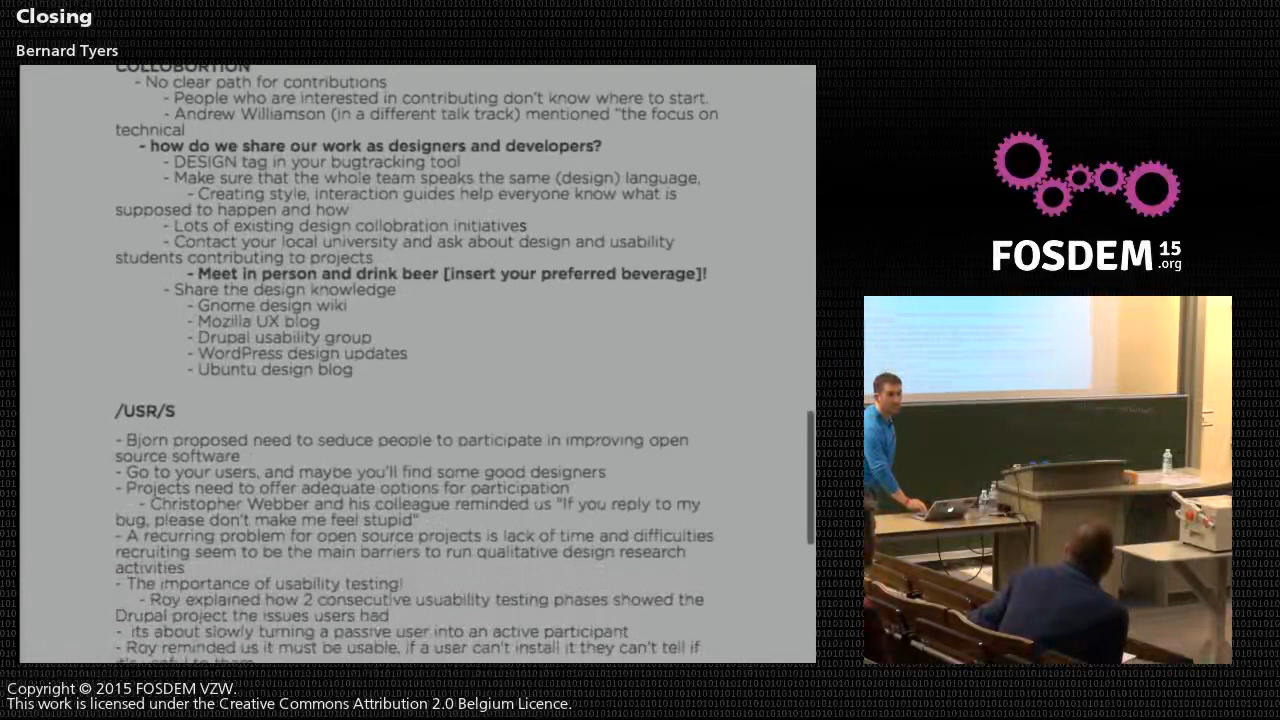 Closing
Bernard Tyers
COLLOBORTION
- No clear path for contributions
- People who are interested in contributing don't know where to start.
- Andrew Williamson (in a different talk track) mentioned "the focus on
technical
- how do we share our work as designers and developers?
- DESIGN tag in your bugtracking tool
- Make sure that the whole team speaks the same (design) language,
- Creating style, interaction guides help everyone know what is
supposed to happen and how
- Lots of existing design collobration initiatives
- Contact your local university and ask about design and usability
students contributing to projects
- Meet in person and drink beer [insert your preferred beverage]!
- Share the design knowledge
- Gnome design wiki
- Mozilla UX blog
- Drupal usability group
- WordPress design updates
- Ubuntu design blog
/USR/S
- Bjorn proposed need to seduce people to participate in improving open
source software
- Go to your users, and maybe you'll find some good designers
- Projects need to offer adequate options for participation
- Christopher Webber and his colleague reminded us "If you reply to my
bug, please don't make me feel stupid"
- A recurring problem for open source projects is lack of time and difficulties
recruiting seem to be the main barriers to run qualitative design research
activities
- The importance of usability testing!
- Roy explained how 2 consecutive usuability testing phases showed the
Drupal project the issues users had
- its about slowly turning a passive user into an active participant
- Roy reminded us it must be usable, if a user can't install it they can't tell if
it's useful to them
FOSDEM 15
.org
Copyright © 2015 FOSDEM VZW.
This work is licensed under the Creative Commons Attribution 2.0 Belgium Licence.